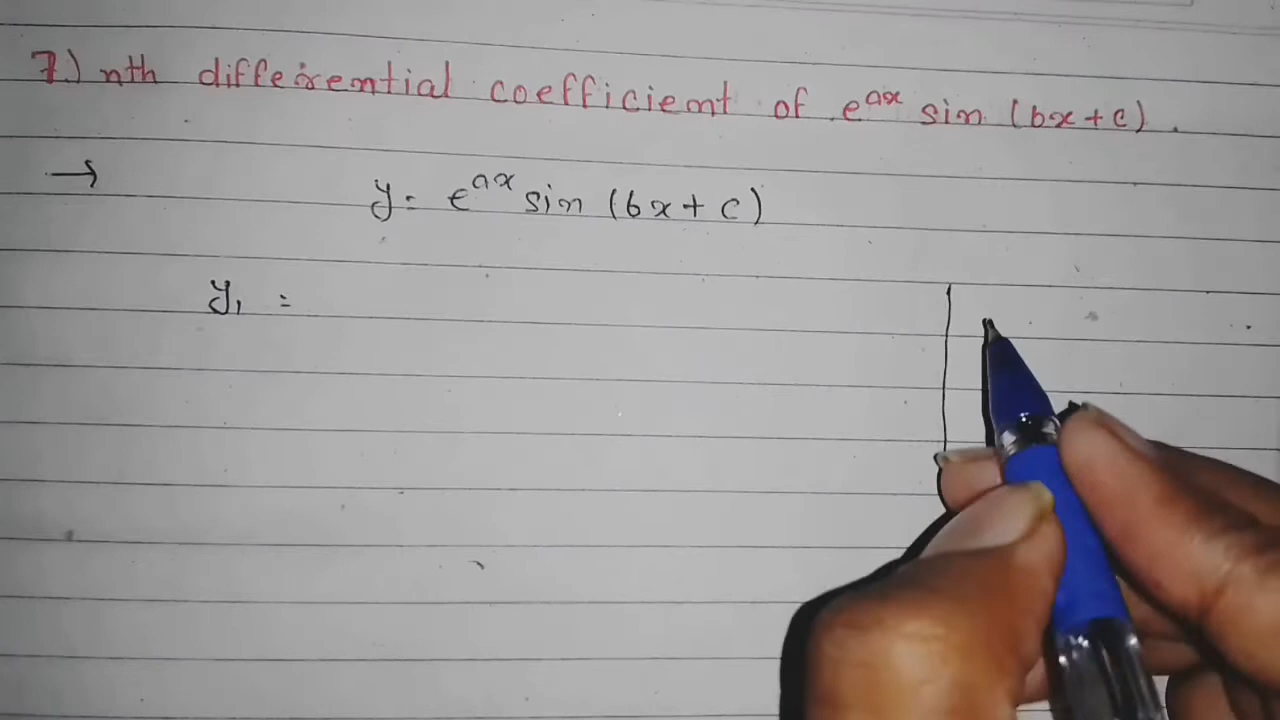 7.) nth differential coefficient of e^ax sin (bx+c).
→ y = e^ax sin (bx+c)
y₁ =